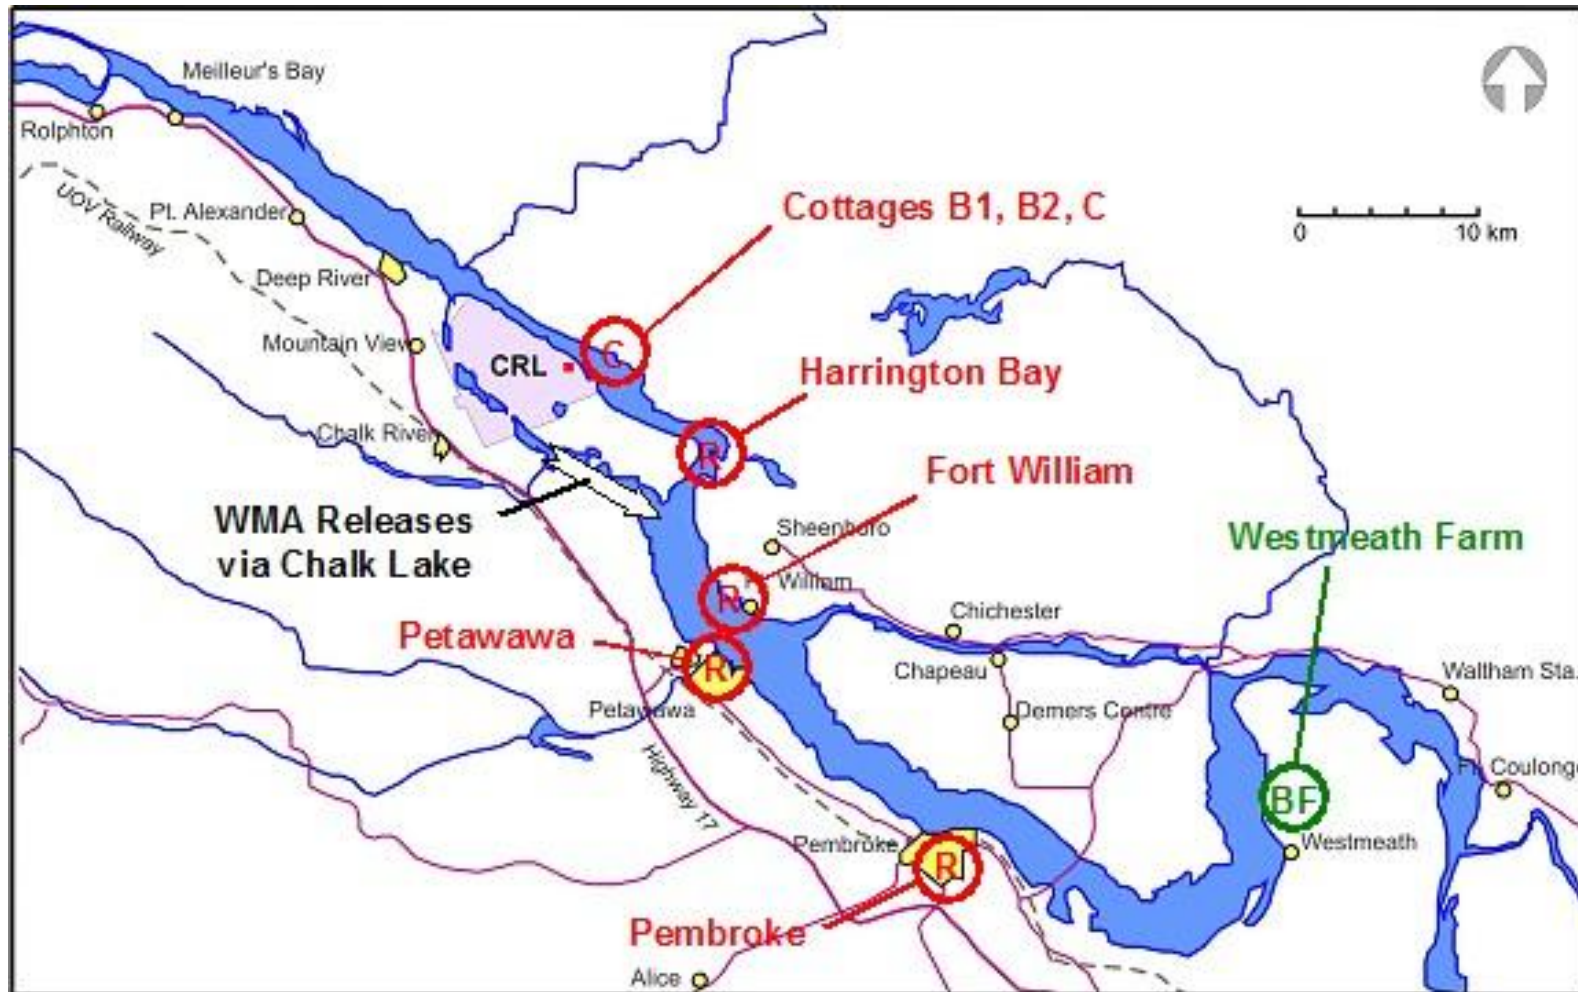 Meilleur's Bay
Rolphton
UOV Railway
Pt. Alexander
Cottages B1, B2, C
0 10 km
Deep River
Mountain View
CRL
C
Harrington Bay
Chalk River
R
Fort William
WMA Releases
via Chalk Lake
Sheenboro
Westmeath Farm
R
William
Chichester
Petawawa
R
Chapeau
Waltham Sta.
Petawawa
Demers Centre
Highway 17
Ft. Coulonge
BF
Pembroke
Westmeath
R
Pembroke
Alice